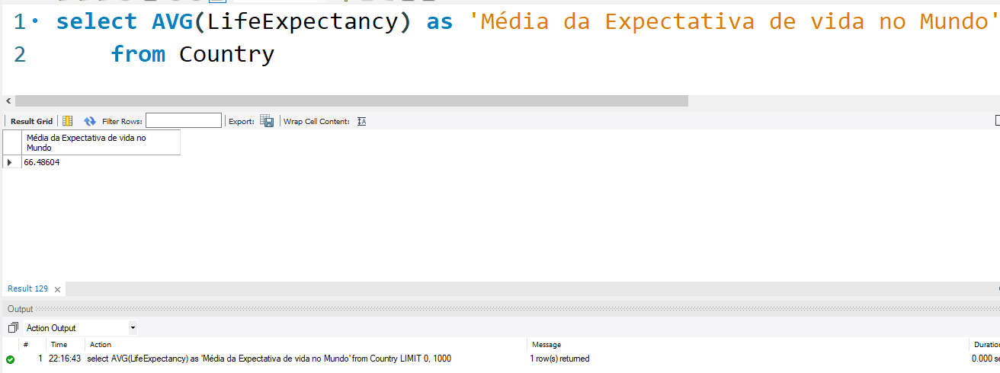 1 select AVG(LifeExpectancy) as 'Média da Expectativa de vida no Mundo'
2 from Country
Result Grid Filter Rows: Export: Wrap Cell Content: IA
Média da Expectativa de vida no
Mundo
66.48604
Result 129
Output
Action Output
# Time Action Message
1 22:16:43 select AVG(LifeExpectancy) as 'Média da Expectativa de vida no Mundo' from Country LIMIT 0, 1000 1 row(s) returned 0.000